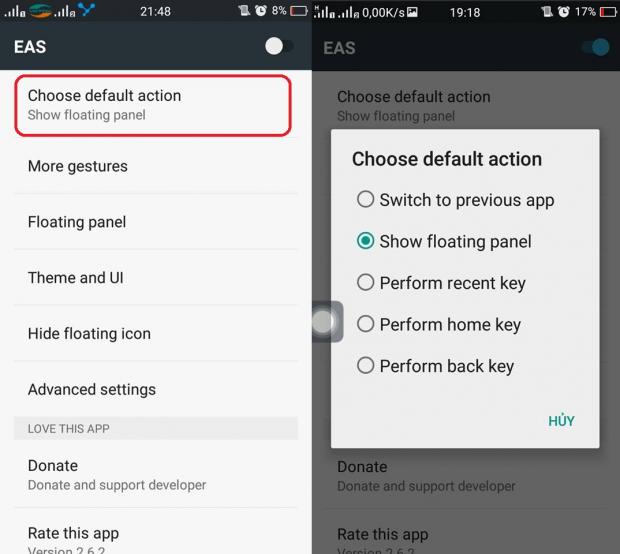 21:48
8%
EAS
Choose default action
Show floating panel
More gestures
Floating panel
Theme and UI
Hide floating icon
Advanced settings
LOVE THIS APP
Donate
Donate and support developer
Rate this app
Version 2.6.2
H
0,00K/s
19:18
17%
EAS
Choose default action
Show floating panel
Choose default action
Switch to previous app
Show floating panel
Perform recent key
Perform home key
Perform back key
HỦY
Donate
Donate and support developer
Rate this app
Version 2.6.2